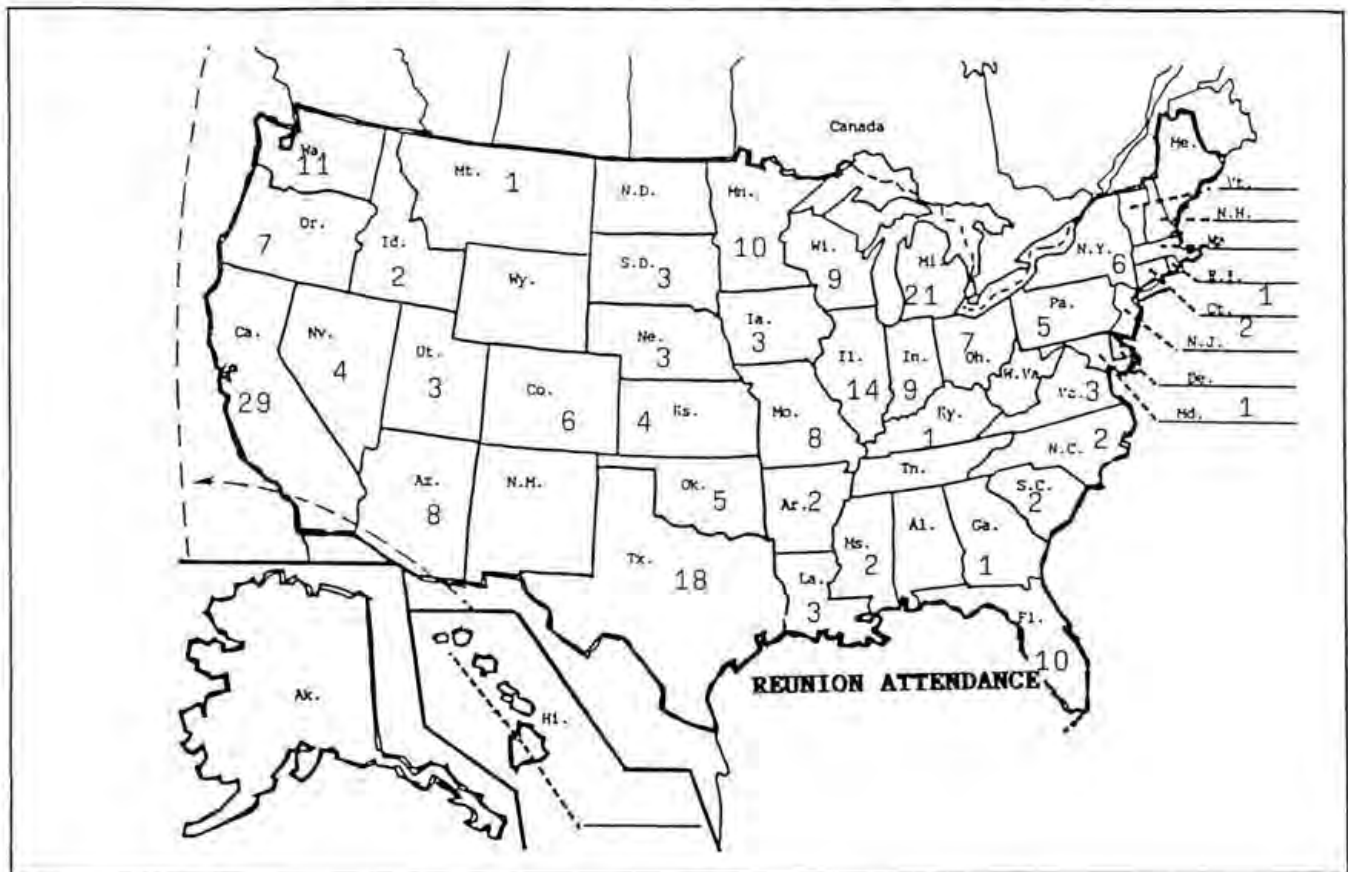 Canada
Wa.
11
Mt. 1
N.D.
Mn.
10
Me.
Vt.
N.H.
Ma
Or.
7
Id.
2
S.D.
3
Wi.
9
Mi
21
N.Y.
6
R.I.
1
Wy.
Pa.
5
Ct.
2
Ca.
29
Nv.
4
Ut.
3
Ne.
3
Ia.
3
Il.
14
In.
9
7
Oh.
N.J.
W.Va
Va. 3
De.
Md. 1
Co.
6
4 Ks.
Mo.
8
Ky.
1
N.C. 2
Tn.
Az.
8
N.M.
Ok. 5
Ar. 2
S.C.
2
Tx.
18
Ms.
2
Al.
Ga.
1
La.
3
Fl.
10
REUNION ATTENDANCE
Ak.
Hi.